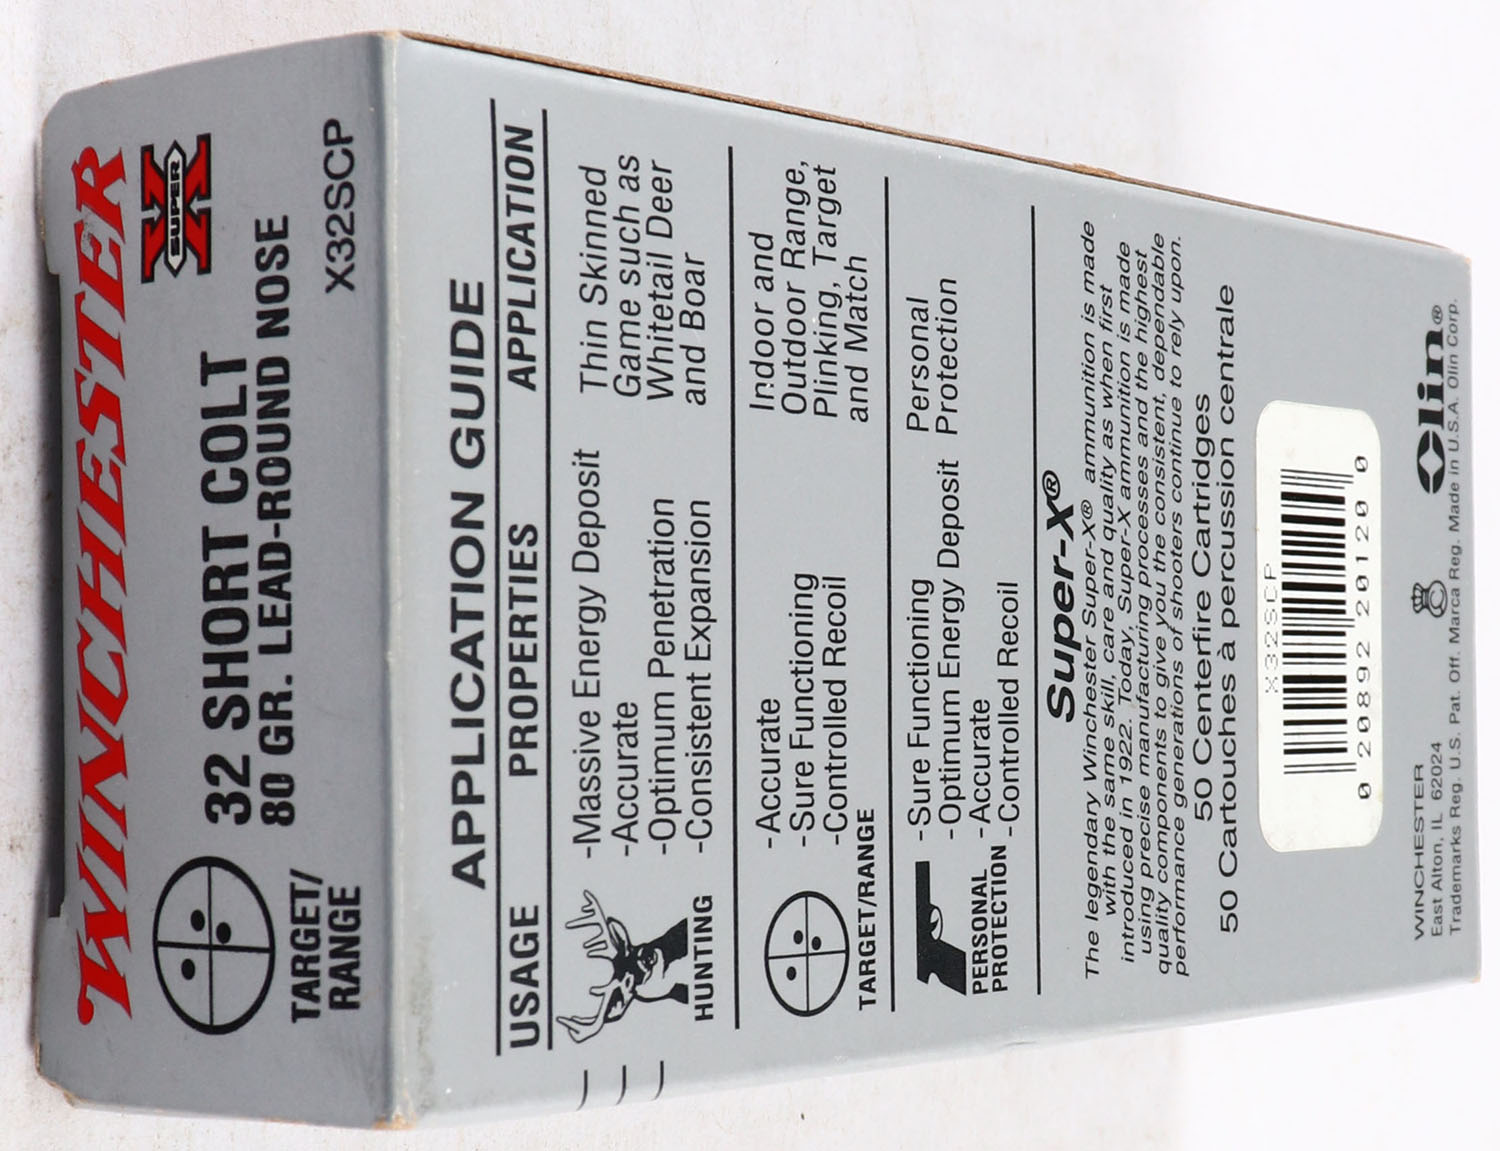 WINCHESTER
SUPER X
32 SHORT COLT
80 GR. LEAD-ROUND NOSE
X32SCP
TARGET/
RANGE
APPLICATION GUIDE
USAGE PROPERTIES APPLICATION
HUNTING
-Massive Energy Deposit
-Accurate
-Optimum Penetration
-Consistent Expansion
Thin Skinned
Game such as
Whitetail Deer
and Boar
TARGET/RANGE
-Accurate
-Sure Functioning
-Controlled Recoil
Indoor and
Outdoor Range,
Plinking, Target
and Match
PERSONAL
PROTECTION
-Sure Functioning
-Optimum Energy Deposit
-Accurate
-Controlled Recoil
Personal
Protection
Super-X®
The legendary Winchester Super-X® ammunition is made
with the same skill, care and quality as when first
introduced in 1922. Today, Super-X ammunition is made
using precise manufacturing processes and the highest
quality components to give you the consistent, dependable
performance generations of shooters continue to rely upon.
50 Centerfire Cartridges
50 Cartouches à percussion centrale
X32SCP
0 20892 20120 0
WINCHESTER
East Alton, IL 62024
Olin®
Trademarks Reg. U.S. Pat. Off. Marca Reg. Made in U.S.A. Olin Corp.